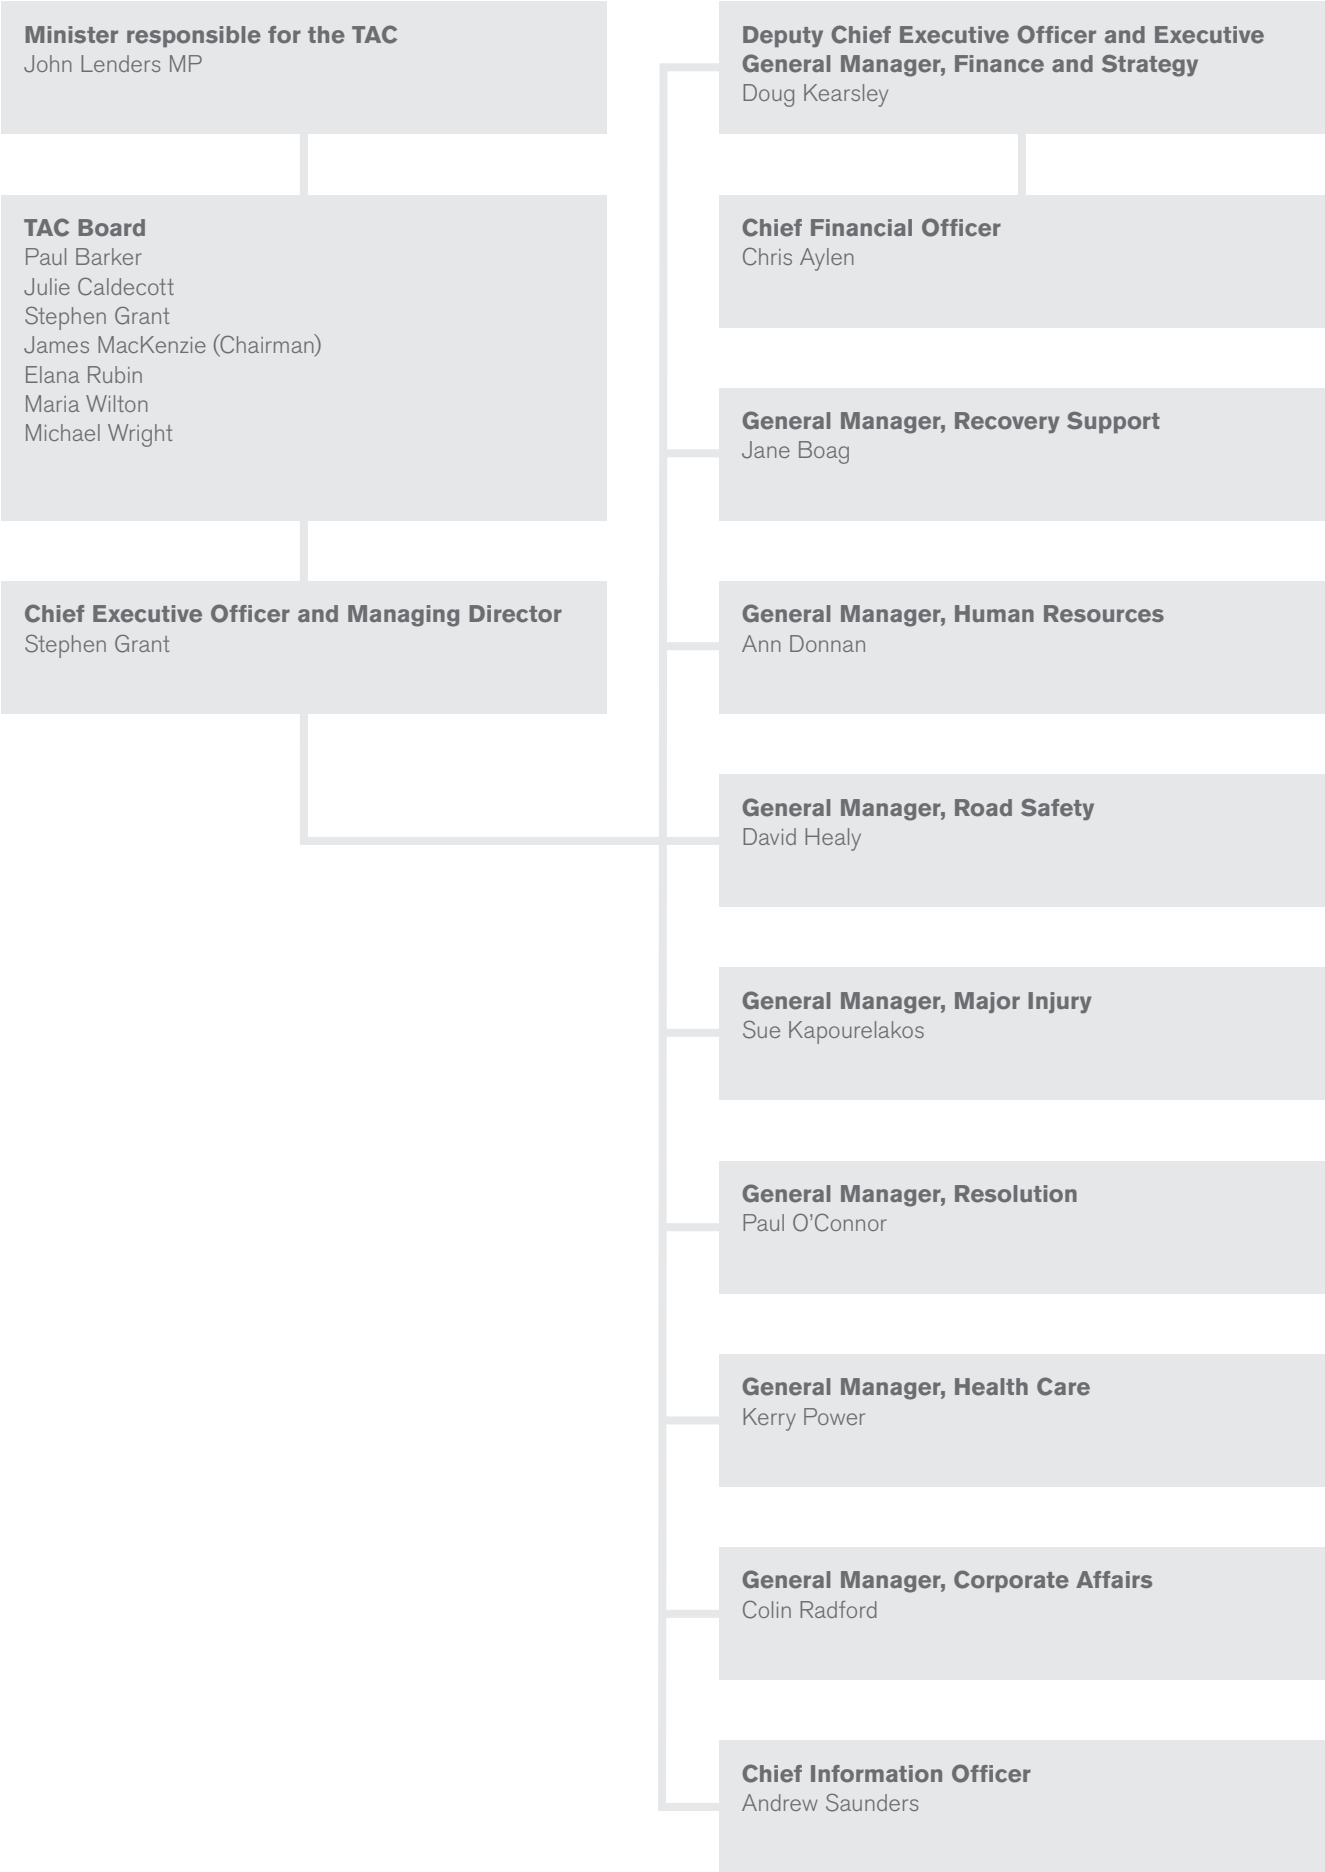 Minister responsible for the TAC
John Lenders MP
TAC Board
Paul Barker
Julie Caldecott
Stephen Grant
James MacKenzie (Chairman)
Elana Rubin
Maria Wilton
Michael Wright
Chief Executive Officer and Managing Director
Stephen Grant
Deputy Chief Executive Officer and Executive
General Manager, Finance and Strategy
Doug Kearsley
Chief Financial Officer
Chris Aylen
General Manager, Recovery Support
Jane Boag
General Manager, Human Resources
Ann Donnan
General Manager, Road Safety
David Healy
General Manager, Major Injury
Sue Kapourelakos
General Manager, Resolution
Paul O’Connor
General Manager, Health Care
Kerry Power
General Manager, Corporate Affairs
Colin Radford
Chief Information Officer
Andrew Saunders